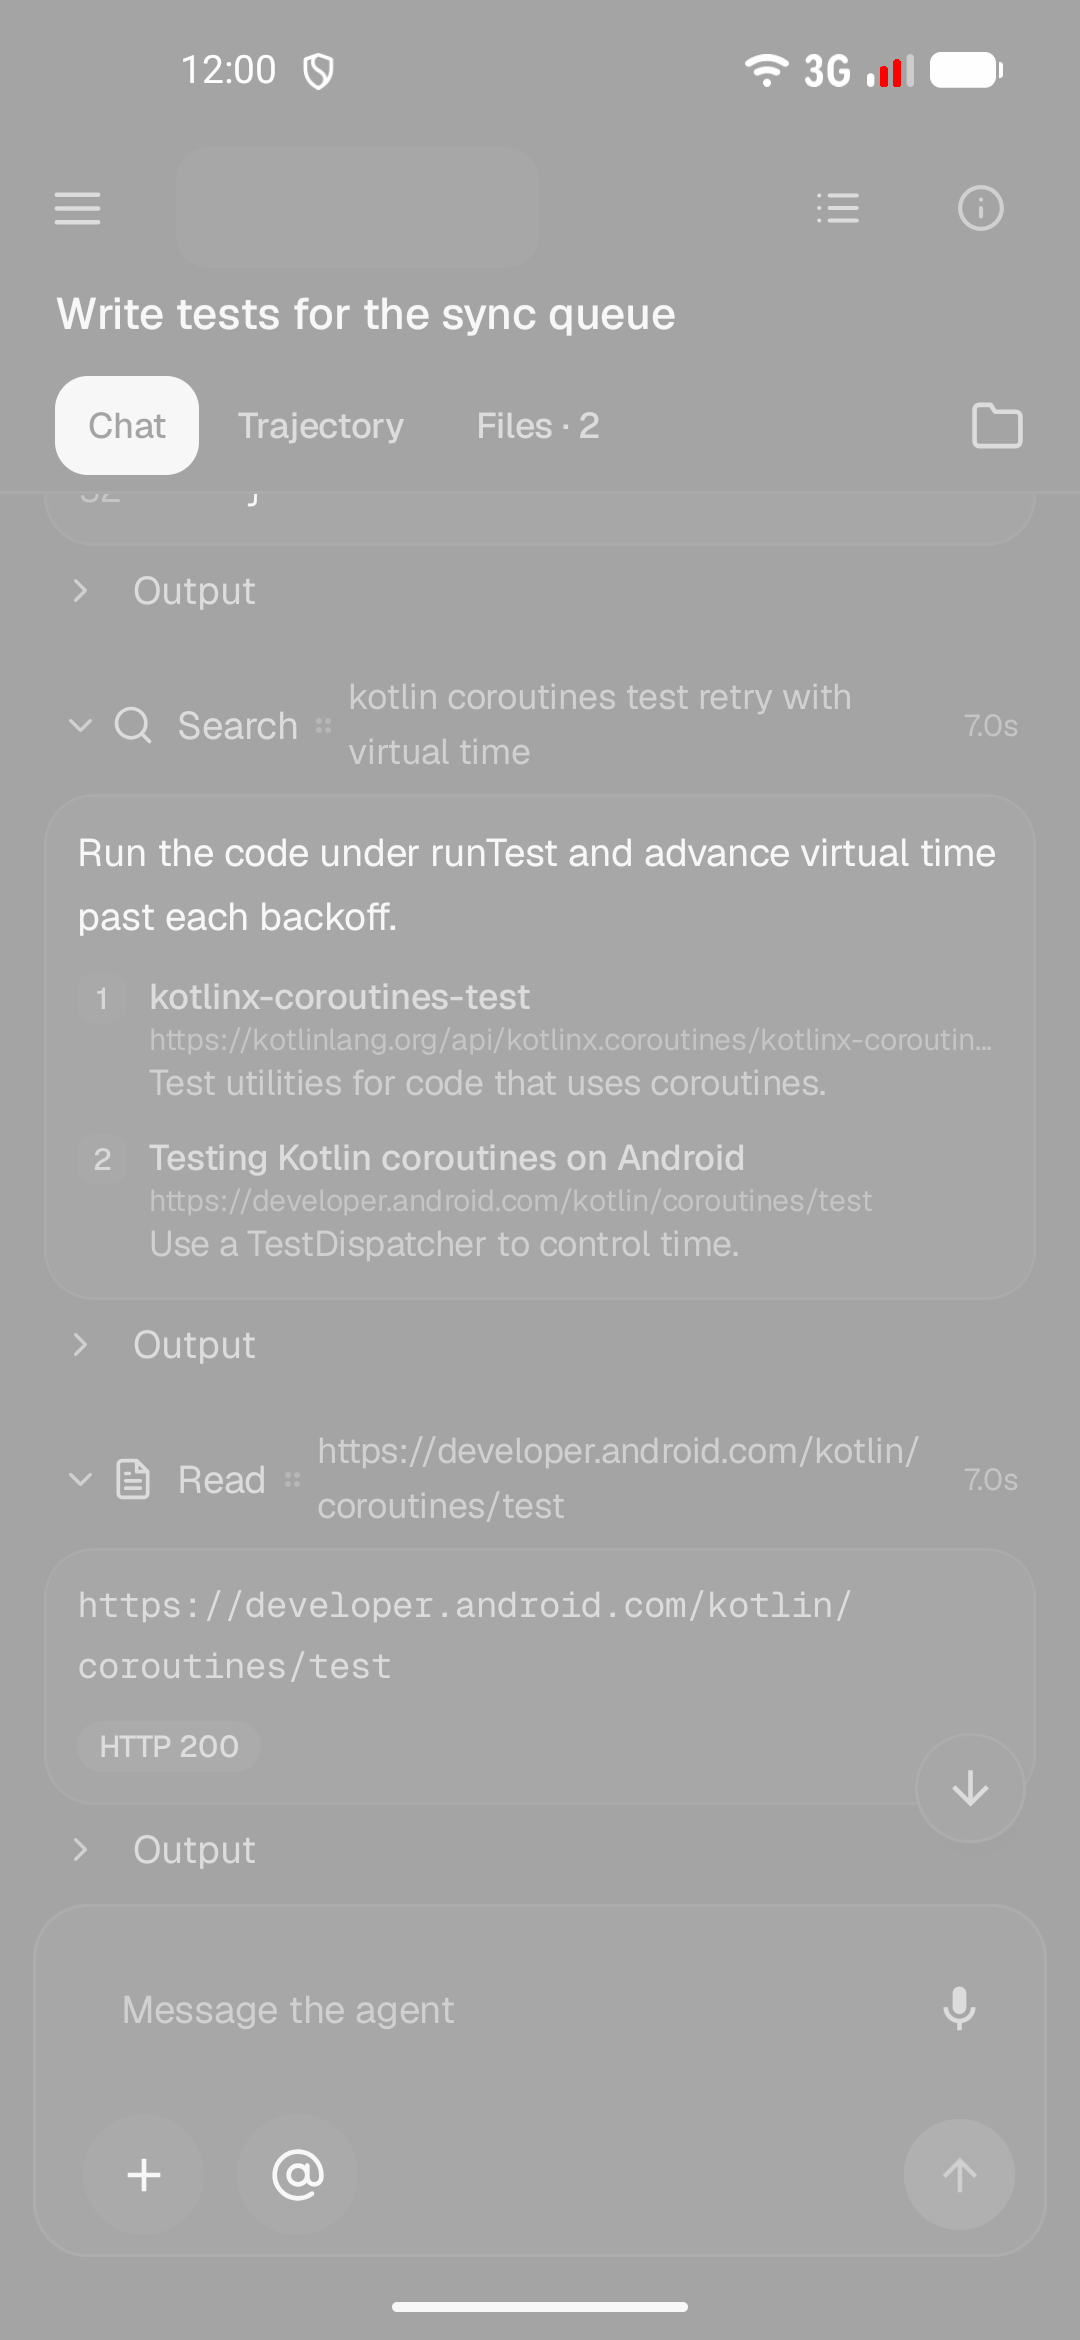 12:00
3G
Write tests for the sync queue
Chat
Trajectory
Files · 2
Output
Search
kotlin coroutines test retry with
virtual time
7.0s
Run the code under runTest and advance virtual time
past each backoff.
1
kotlinx-coroutines-test
https://kotlinlang.org/api/kotlinx.coroutines/kotlinx-coroutin...
Test utilities for code that uses coroutines.
2
Testing Kotlin coroutines on Android
https://developer.android.com/kotlin/coroutines/test
Use a TestDispatcher to control time.
Output
Read
https://developer.android.com/kotlin/
coroutines/test
7.0s
https://developer.android.com/kotlin/
coroutines/test
HTTP 200
Output
Message the agent